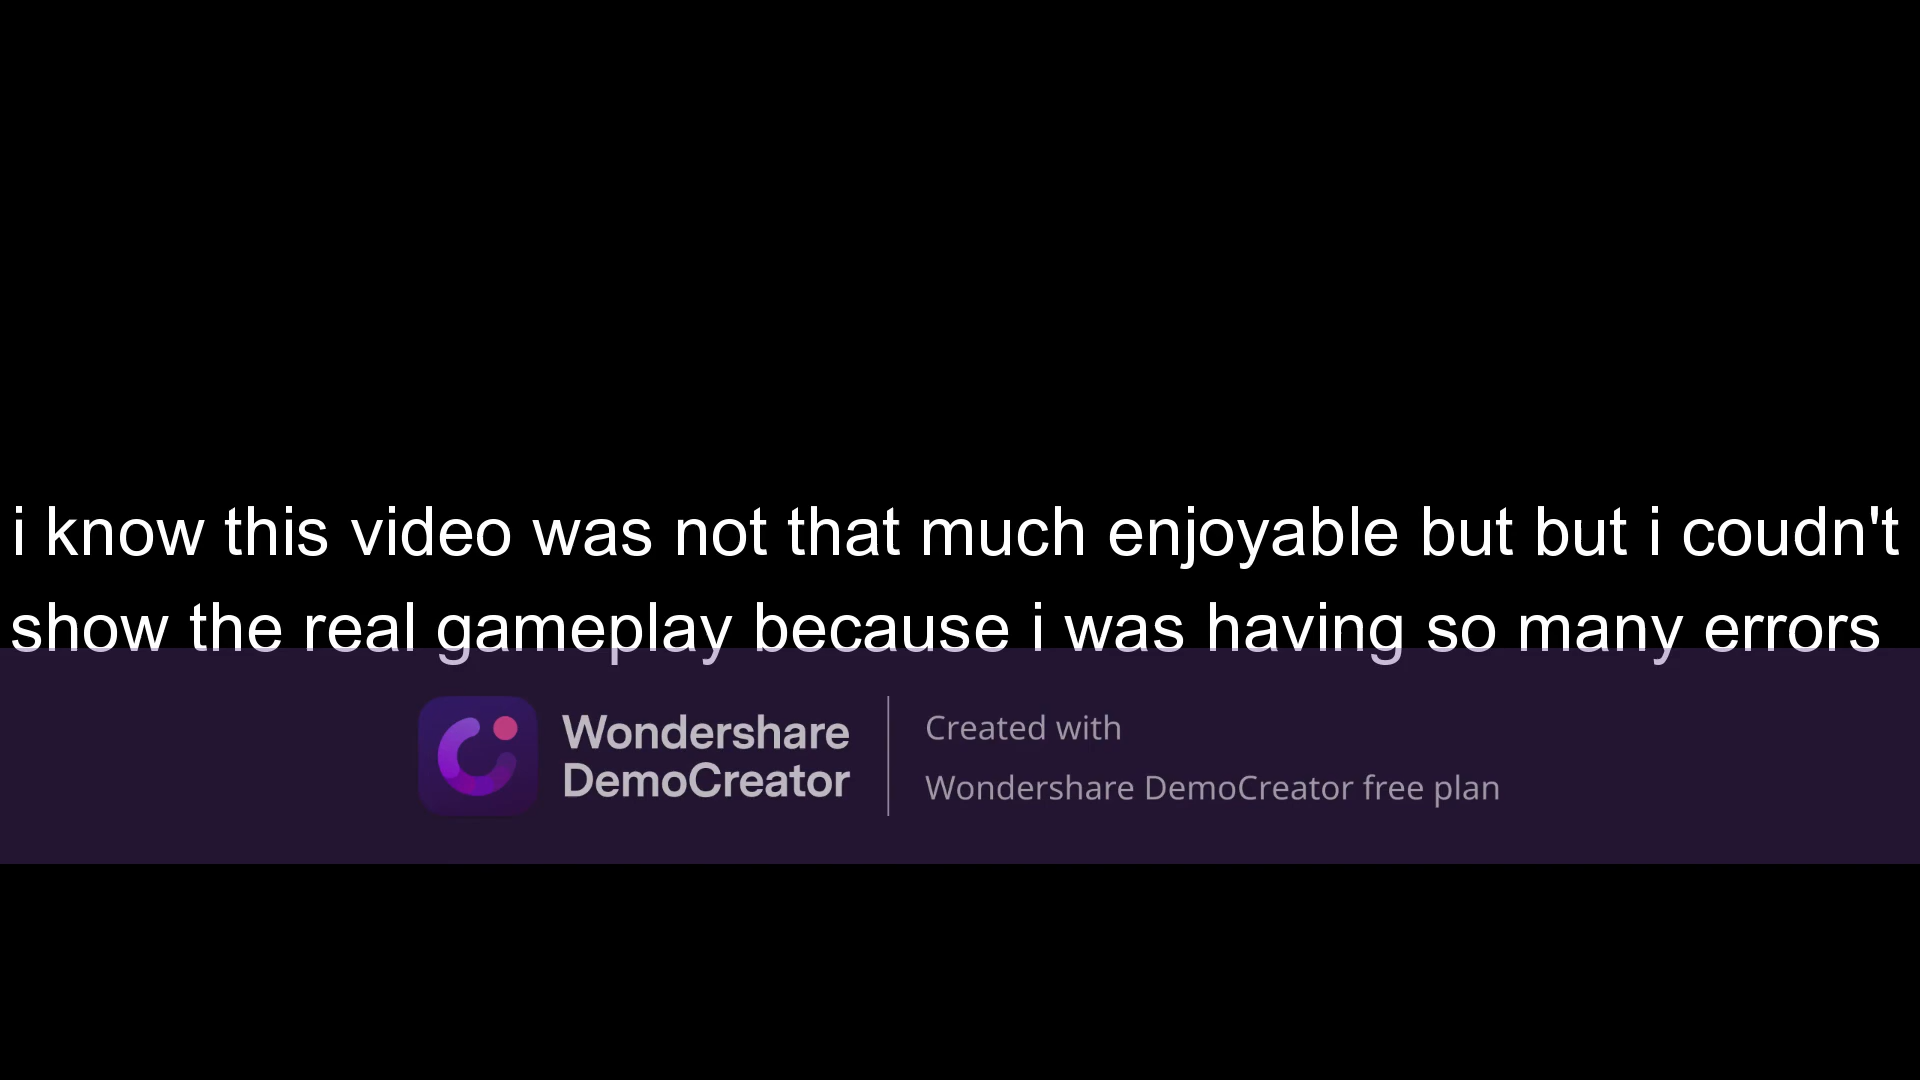 i know this video was not that much enjoyable but but i coudn't
show the real gameplay because i was having so many errors
Wondershare
DemoCreator
Created with
Wondershare DemoCreator free plan